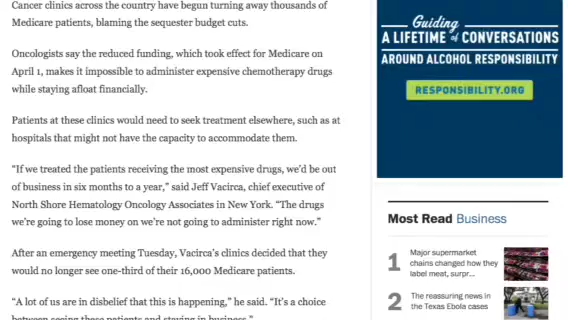 Cancer clinics across the country have begun turning away thousands of
Medicare patients, blaming the sequester budget cuts.
Oncologists say the reduced funding, which took effect for Medicare on
April 1, makes it impossible to administer expensive chemotherapy drugs
while staying afloat financially.
Patients at these clinics would need to seek treatment elsewhere, such as at
hospitals that might not have the capacity to accommodate them.
“If we treated the patients receiving the most expensive drugs, we’d be out
of business in six months to a year,” said Jeff Vacirca, chief executive of
North Shore Hematology Oncology Associates in New York. “The drugs
we’re going to lose money on we’re not going to administer right now.”
After an emergency meeting Tuesday, Vacirca’s clinics decided that they
would no longer see one-third of their 16,000 Medicare patients.
“A lot of us are in disbelief that this is happening,” he said. “It’s a choice
between seeing these patients and staying in business.”
Guiding
A LIFETIME of CONVERSATIONS
AROUND ALCOHOL RESPONSIBILITY
RESPONSIBILITY.ORG
Most Read Business
1 Major supermarket
chains changed how they
label meat, surpr...
2 The reassuring news in
the Texas Ebola cases